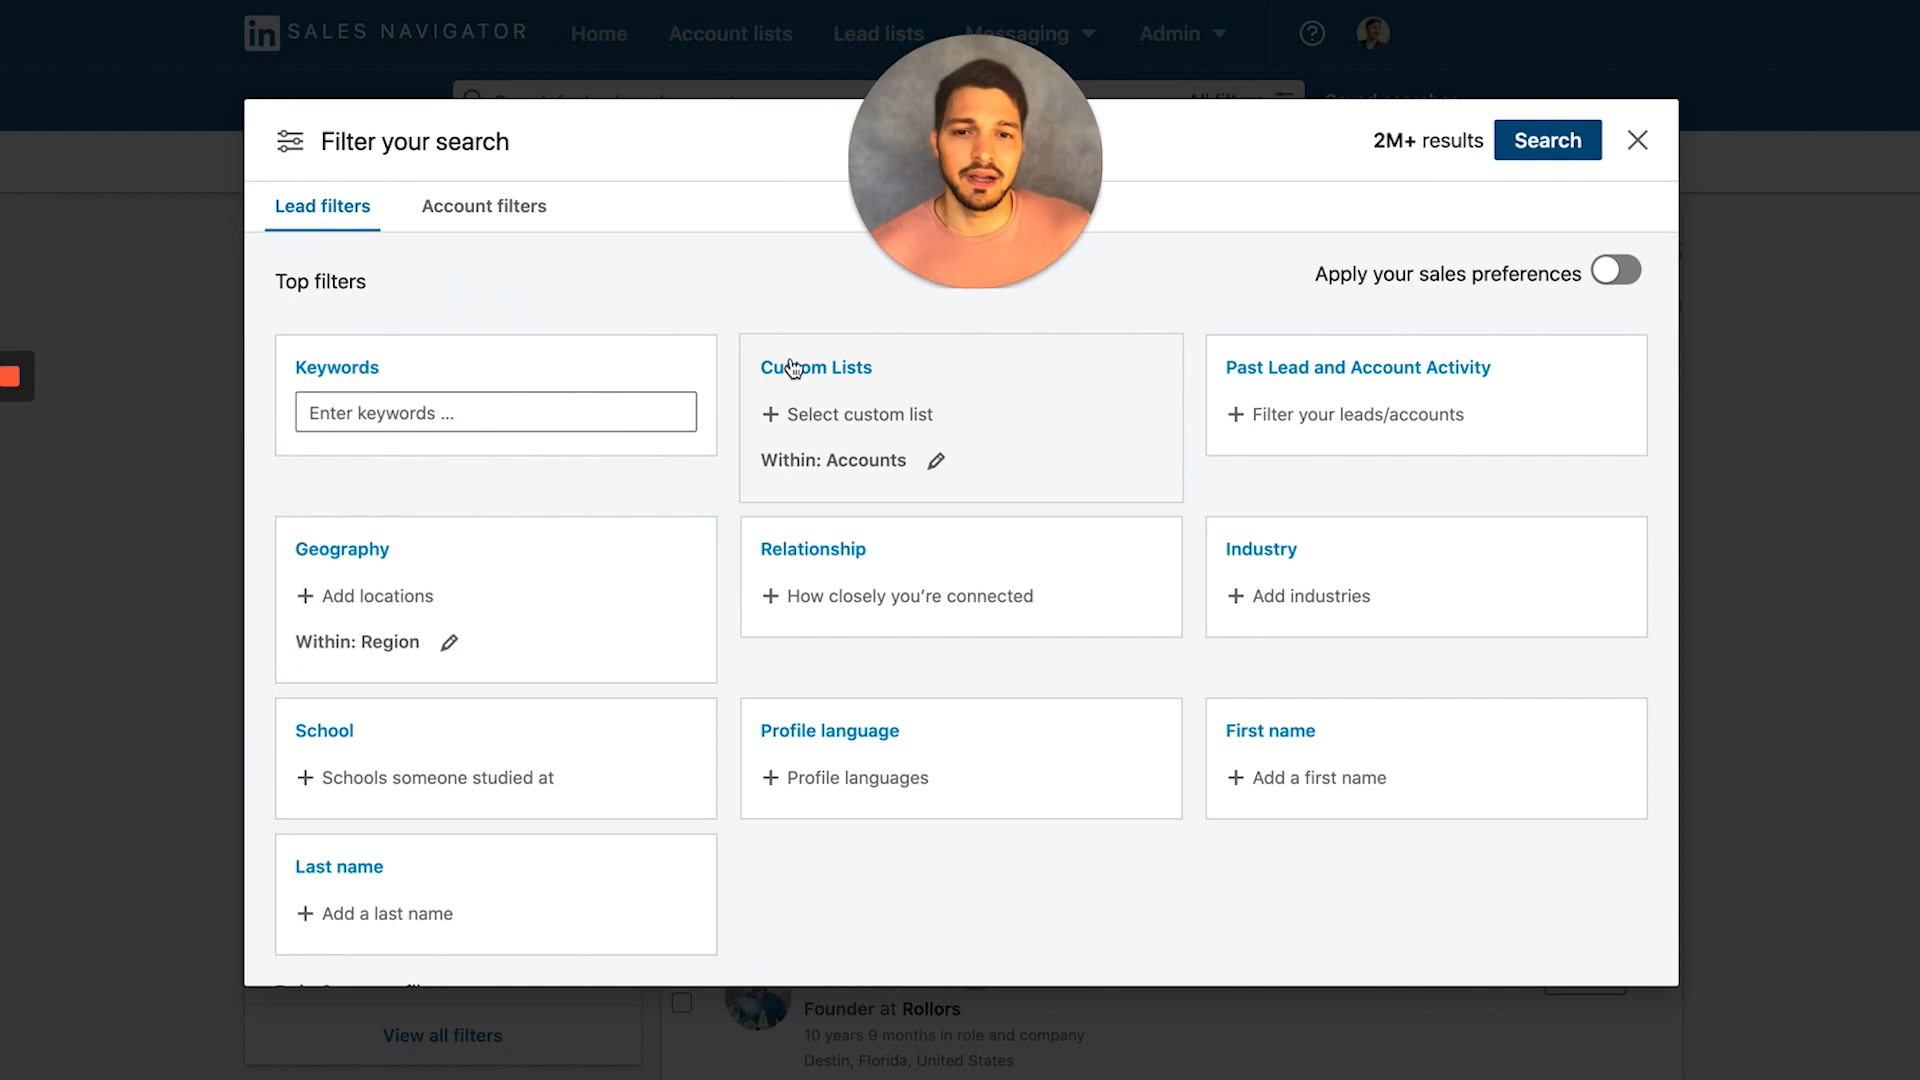 in SALES NAVIGATOR
Home
Account lists
Lead lists
Messaging
Admin
Filter your search
2M+ results
Search
Lead filters
Account filters
Top filters
Apply your sales preferences
Keywords
Enter keywords ...
Custom Lists
+ Select custom list
Within: Accounts
Past Lead and Account Activity
+ Filter your leads/accounts
Geography
+ Add locations
Within: Region
Relationship
+ How closely you're connected
Industry
+ Add industries
School
+ Schools someone studied at
Profile language
+ Profile languages
First name
+ Add a first name
Last name
+ Add a last name
View all filters
Founder at Rollors
10 years 9 months in role and company
Destin, Florida, United States